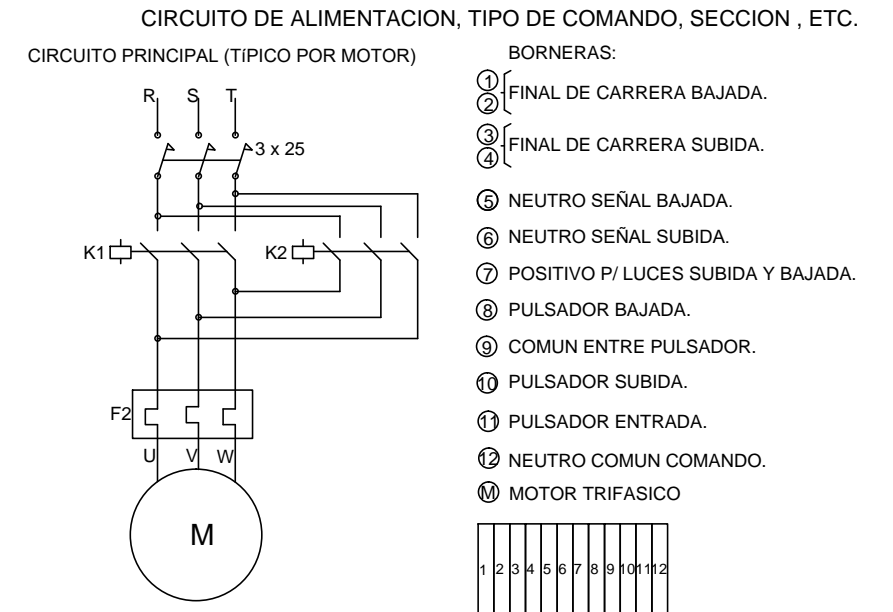 CIRCUITO DE ALIMENTACION, TIPO DE COMANDO, SECCION , ETC.
CIRCUITO PRINCIPAL (TíPICO POR MOTOR)
R S T
3 x 25
K1 K2
F2
U V W
M
BORNERAS:
1
2 FINAL DE CARRERA BAJADA.
3
4 FINAL DE CARRERA SUBIDA.
5 NEUTRO SEÑAL BAJADA.
6 NEUTRO SEÑAL SUBIDA.
7 POSITIVO P/ LUCES SUBIDA Y BAJADA.
8 PULSADOR BAJADA.
9 COMUN ENTRE PULSADOR.
10 PULSADOR SUBIDA.
11 PULSADOR ENTRADA.
12 NEUTRO COMUN COMANDO.
M MOTOR TRIFASICO
1 2 3 4 5 6 7 8 9 10 11 12